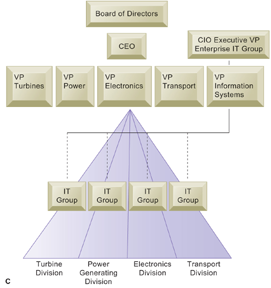 Board of Directors
CEO
CIO Executive VP
Enterprise IT Group
VP
Turbines
VP
Power
VP
Electronics
VP
Transport
VP
Information
Systems
IT
Group
IT
Group
IT
Group
IT
Group
Turbine
Division
Power
Generating
Division
Electronics
Division
Transport
Division
C